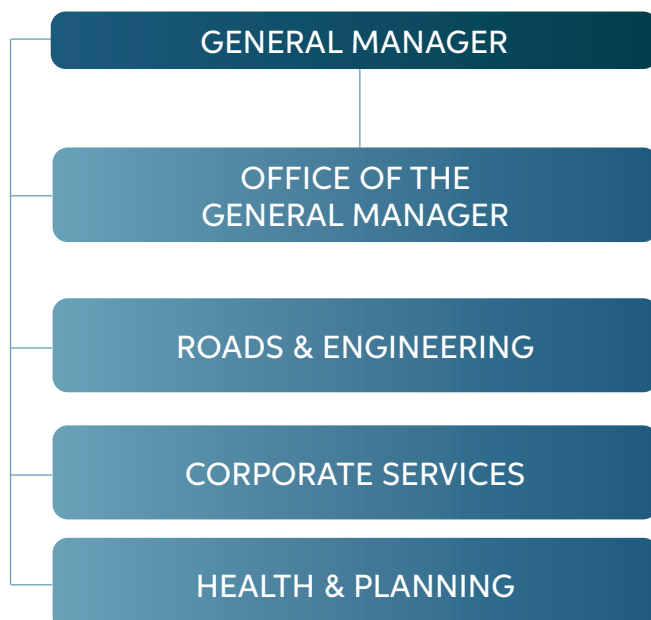 GENERAL MANAGER
OFFICE OF THE
GENERAL MANAGER
ROADS & ENGINEERING
CORPORATE SERVICES
HEALTH & PLANNING